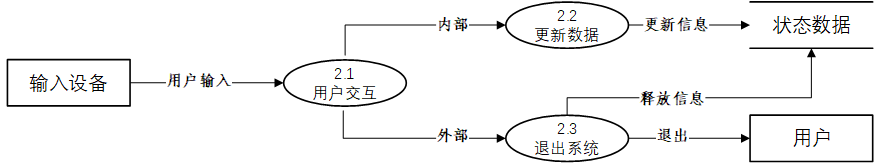 内部
2.2
更新数据
更新信息
状态数据
输入设备
用户输入
2.1
用户交互
释放信息
外部
2.3
退出系统
退出
用户